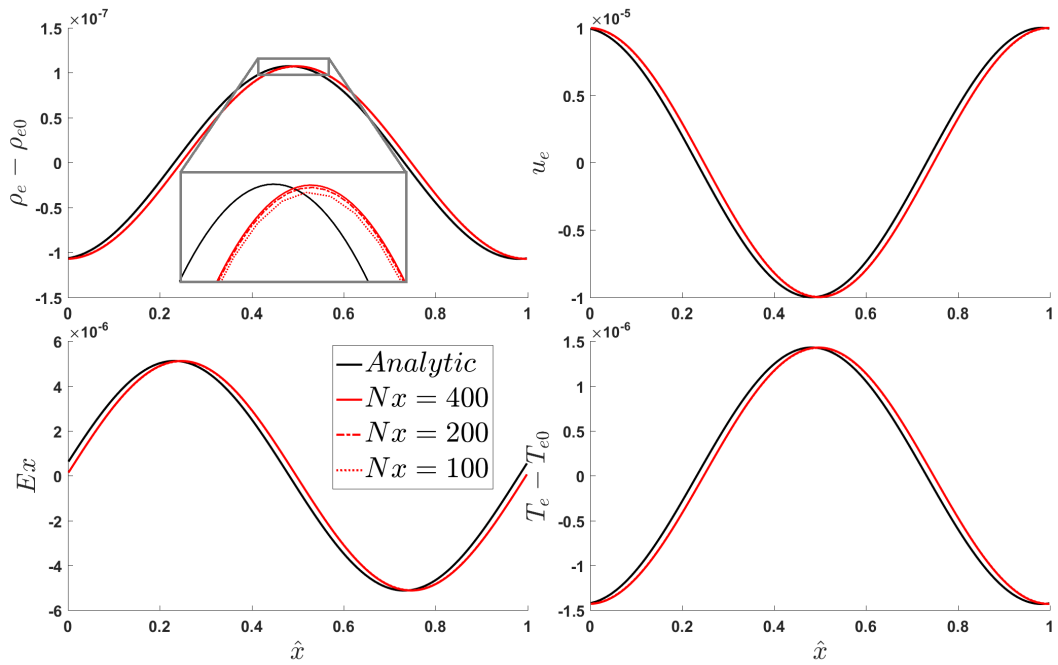 ×10⁻⁷
1.5
1
0.5
0
-0.5
-1
-1.5
ρₑ − ρₑ₀
0 0.2 0.4 0.6 0.8 1
×10⁻⁵
1
0.5
0
-0.5
-1
uₑ
0 0.2 0.4 0.6 0.8 1
×10⁻⁶
6
4
2
0
-2
-4
-6
Ex
Analytic
Nx = 400
Nx = 200
Nx = 100
0 0.2 0.4 0.6 0.8 1
x̂
×10⁻⁶
1.5
1
0.5
0
-0.5
-1
-1.5
Tₑ − Tₑ₀
0 0.2 0.4 0.6 0.8 1
x̂